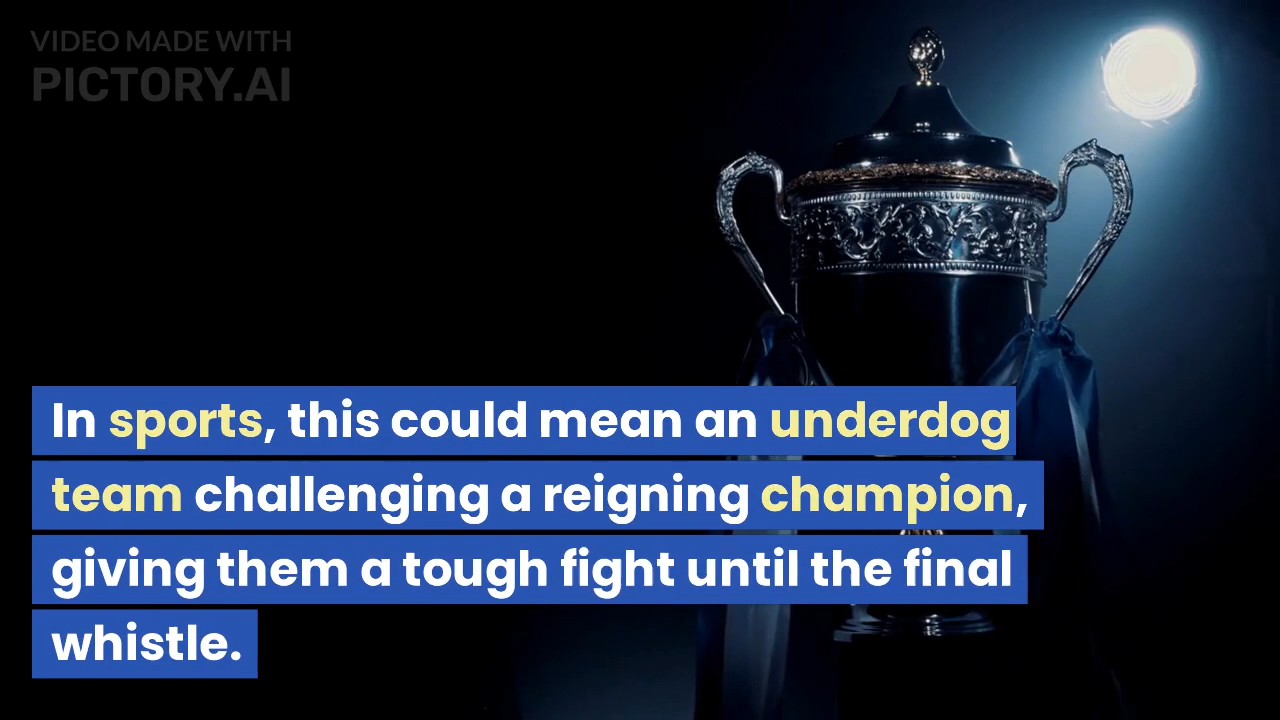 VIDEO MADE WITH
PICTORY.AI
In sports, this could mean an underdog
team challenging a reigning champion,
giving them a tough fight until the final
whistle.